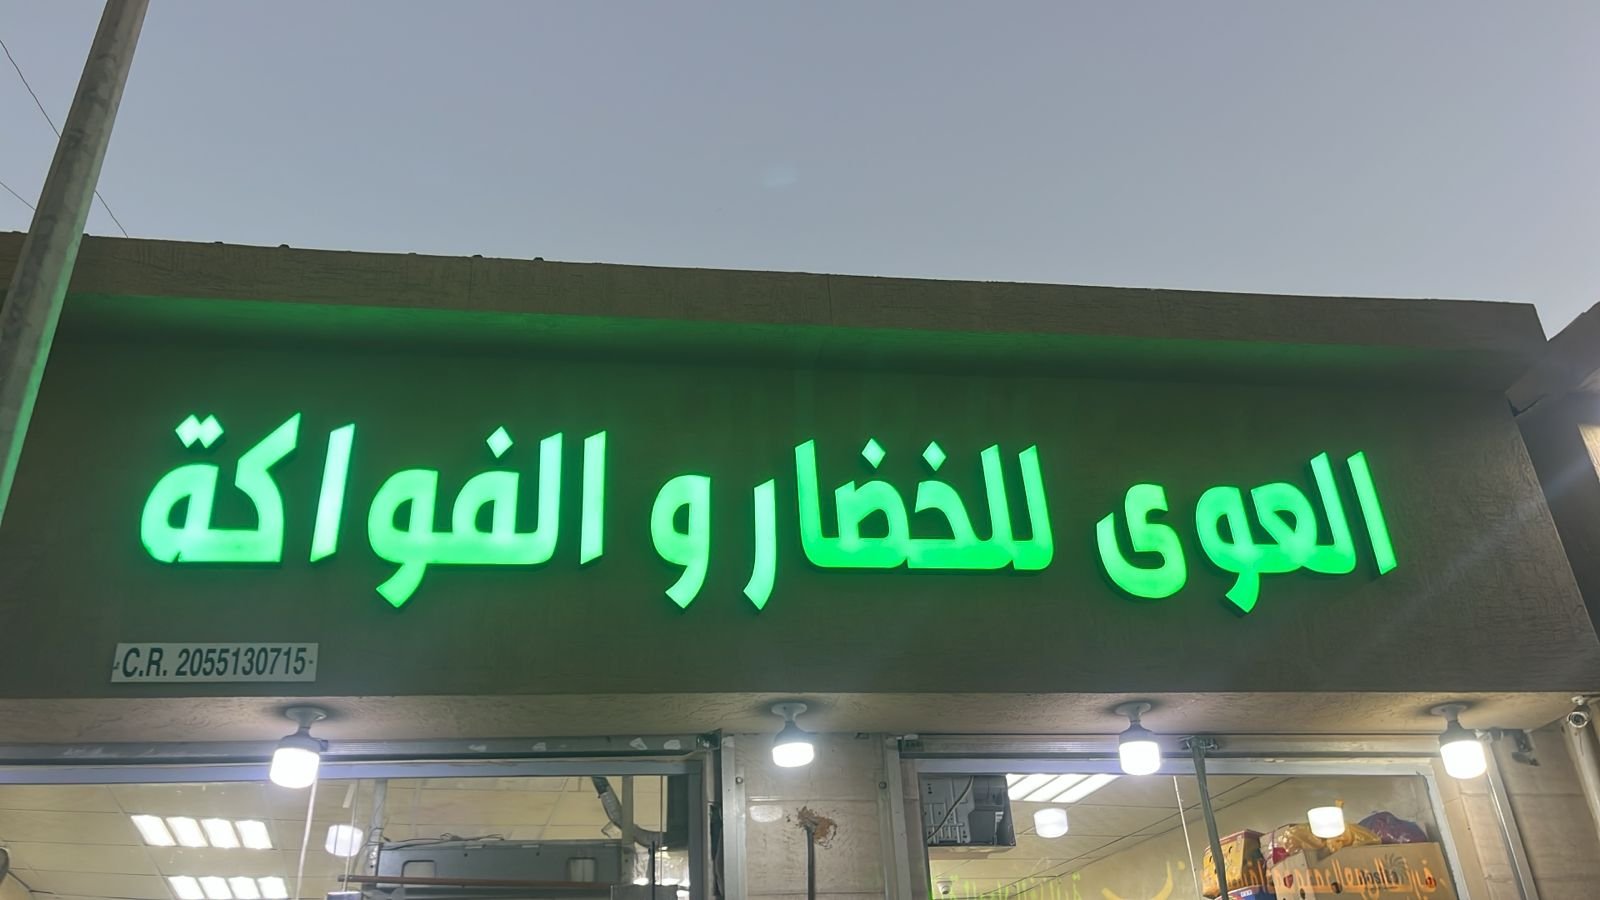 العوى للخضار و الفواكة
C.R. 2055130715